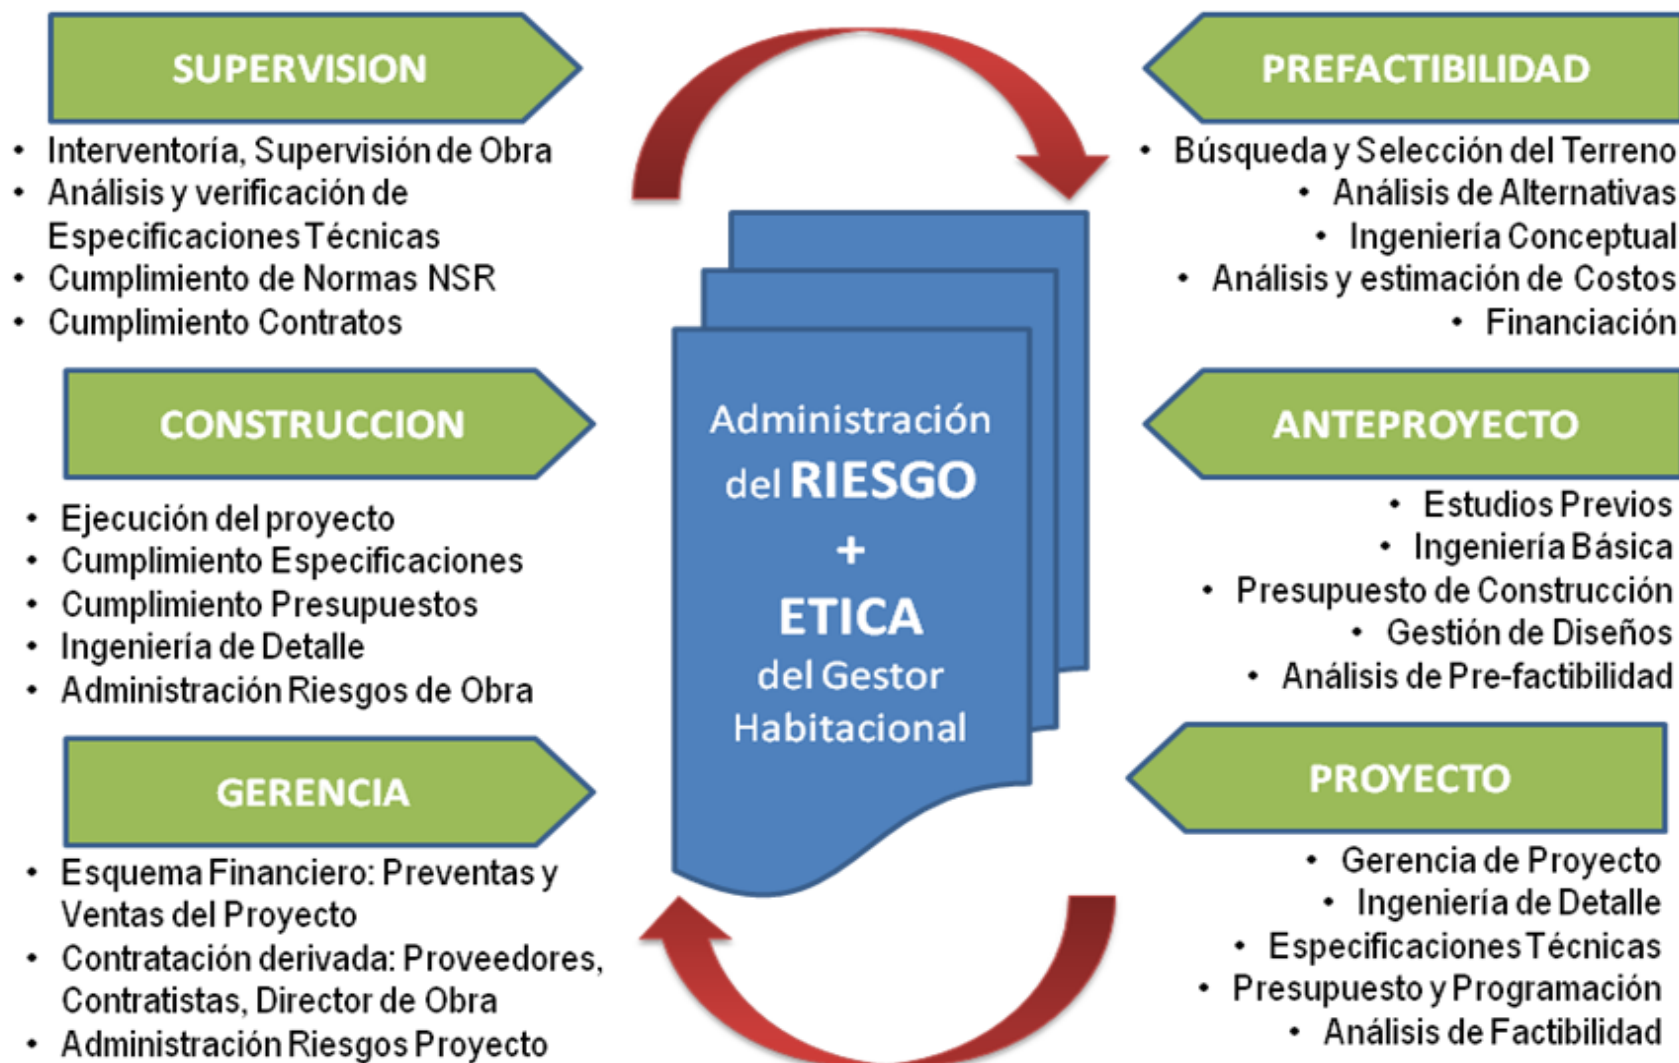 SUPERVISION
• Interventoría, Supervisión de Obra
• Análisis y verificación de
Especificaciones Técnicas
• Cumplimiento de Normas NSR
• Cumplimiento Contratos
CONSTRUCCION
• Ejecución del proyecto
• Cumplimiento Especificaciones
• Cumplimiento Presupuestos
• Ingeniería de Detalle
• Administración Riesgos de Obra
GERENCIA
• Esquema Financiero: Preventas y
Ventas del Proyecto
• Contratación derivada: Proveedores,
Contratistas, Director de Obra
• Administración Riesgos Proyecto
Administración
del RIESGO
+
ETICA
del Gestor
Habitacional
PREFACTIBILIDAD
• Búsqueda y Selección del Terreno
• Análisis de Alternativas
• Ingeniería Conceptual
• Análisis y estimación de Costos
• Financiación
ANTEPROYECTO
• Estudios Previos
• Ingeniería Básica
• Presupuesto de Construcción
• Gestión de Diseños
• Análisis de Pre-factibilidad
PROYECTO
• Gerencia de Proyecto
• Ingeniería de Detalle
• Especificaciones Técnicas
• Presupuesto y Programación
• Análisis de Factibilidad